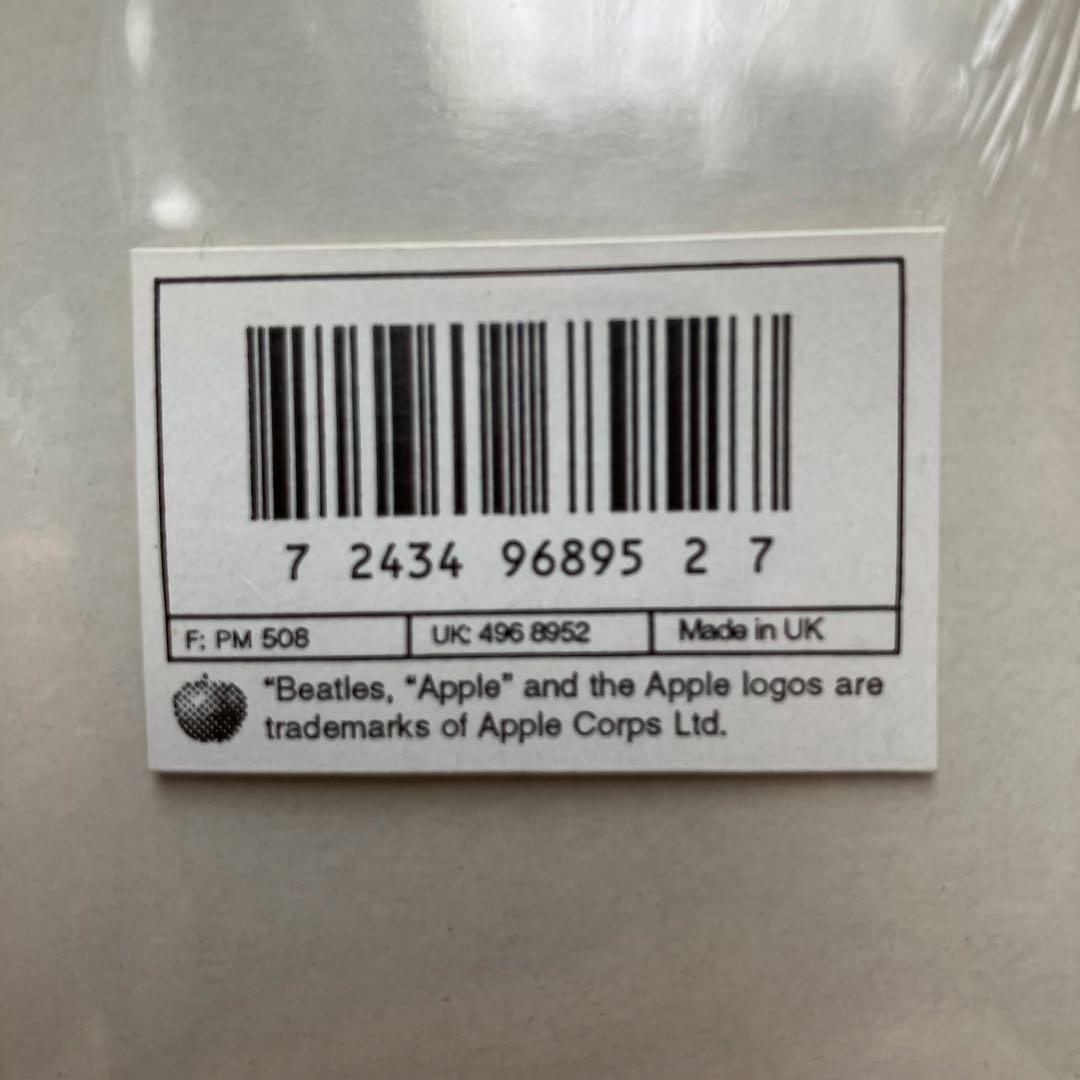 7 2434 96895 2 7
F: PM 508 UK: 496 8952 Made in UK
"Beatles, "Apple" and the Apple logos are
trademarks of Apple Corps Ltd.